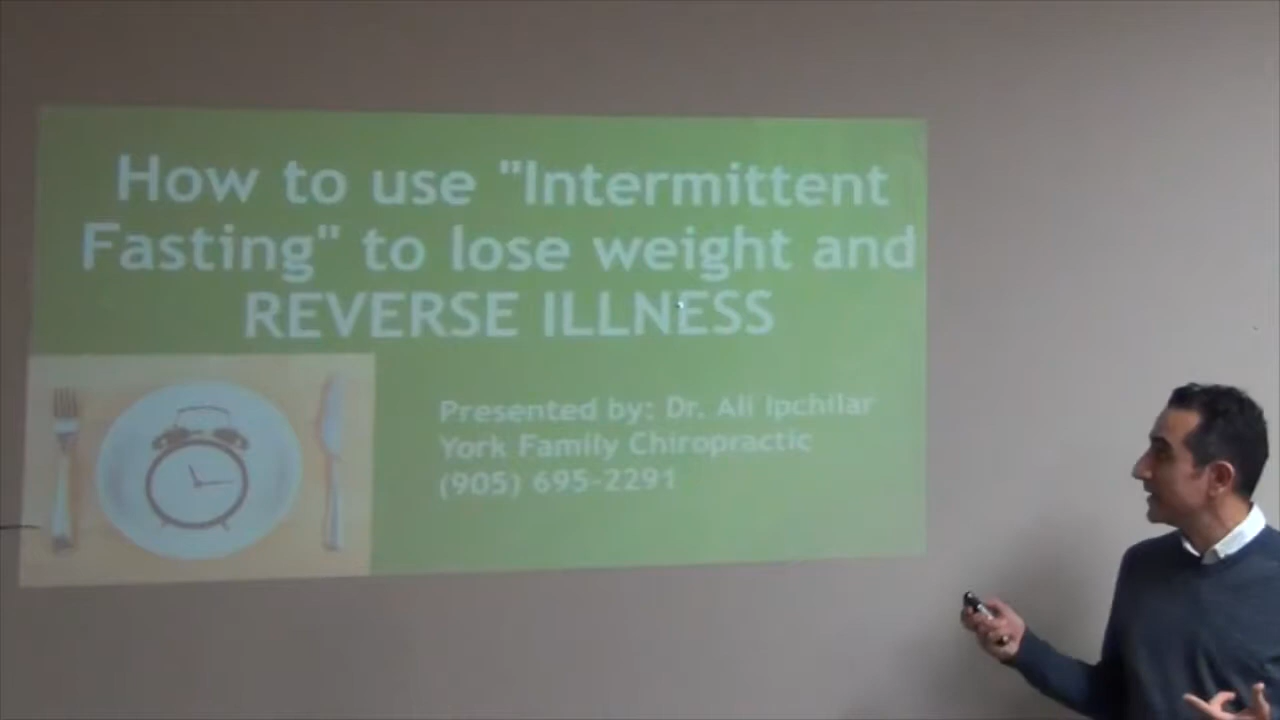 How to use "Intermittent
Fasting" to lose weight and
REVERSE ILLNESS
Presented by: Dr. Ali Ipchilar
York Family Chiropractic
(905) 695-2291